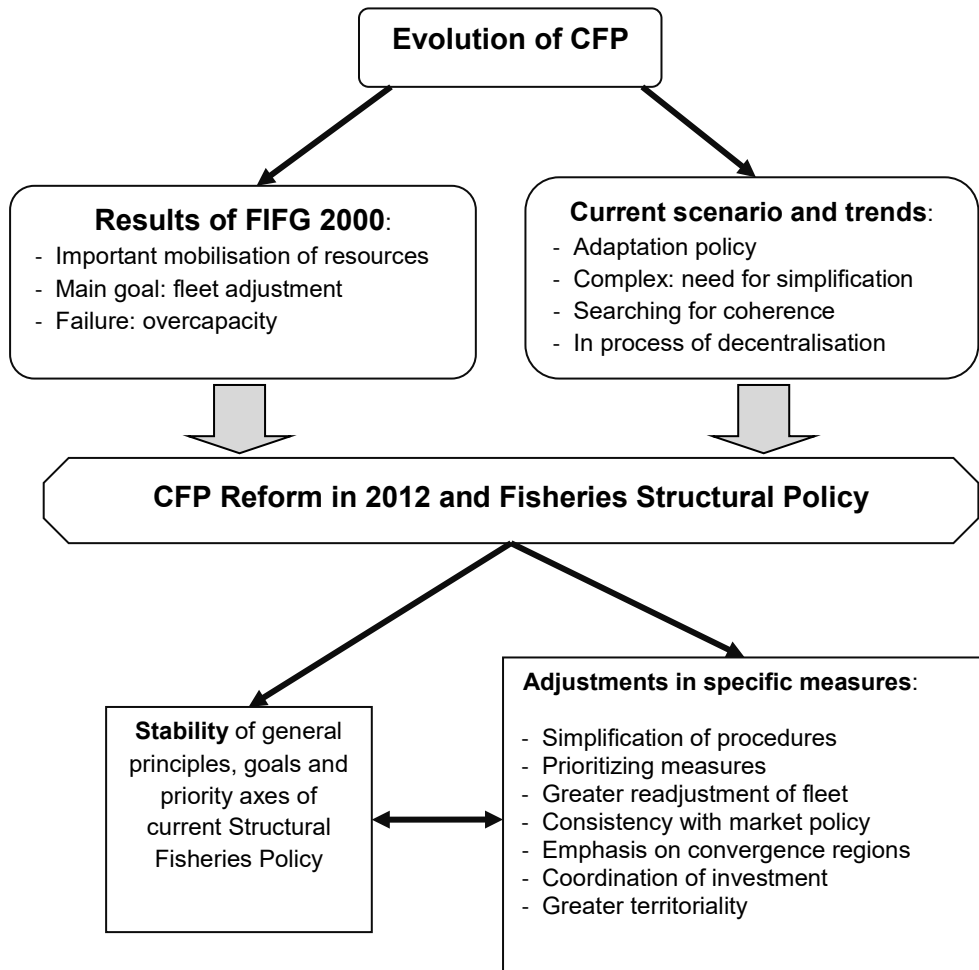 Evolution of CFP
Results of FIFG 2000:
- Important mobilisation of resources
- Main goal: fleet adjustment
- Failure: overcapacity
Current scenario and trends:
- Adaptation policy
- Complex: need for simplification
- Searching for coherence
- In process of decentralisation
CFP Reform in 2012 and Fisheries Structural Policy
Stability of general
principles, goals and
priority axes of
current Structural
Fisheries Policy
Adjustments in specific measures:
- Simplification of procedures
- Prioritizing measures
- Greater readjustment of fleet
- Consistency with market policy
- Emphasis on convergence regions
- Coordination of investment
- Greater territoriality